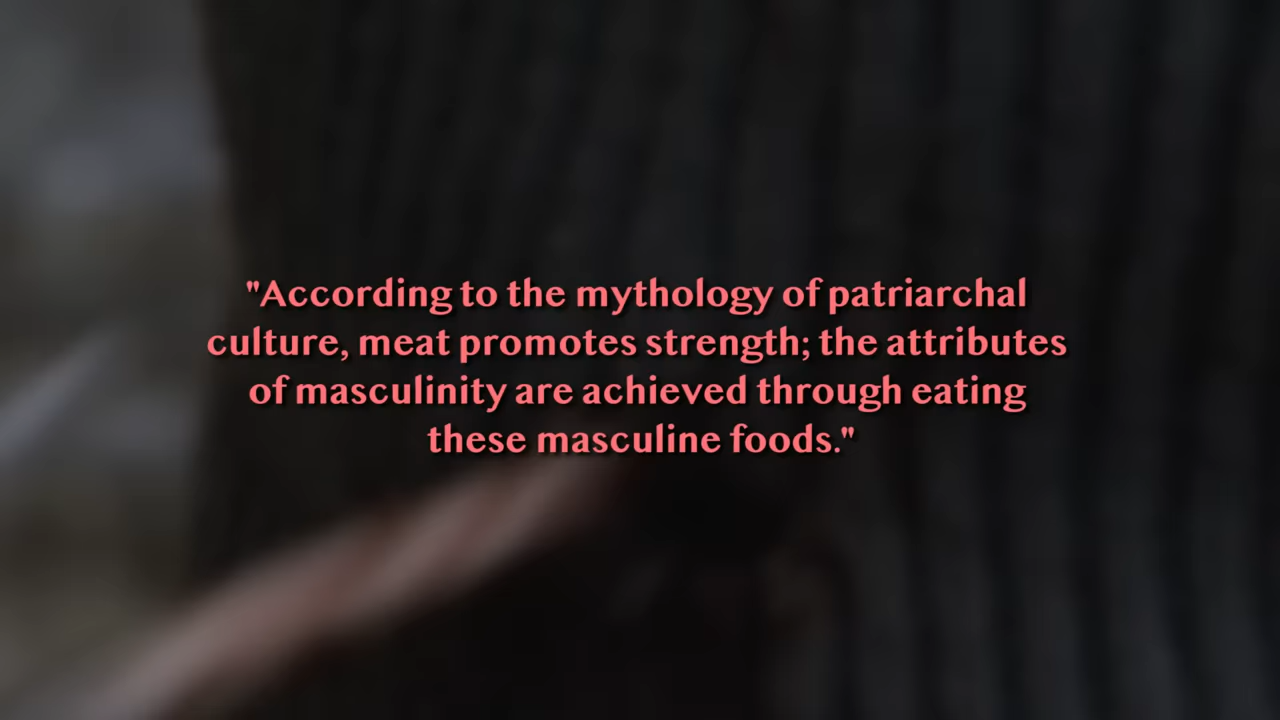 "According to the mythology of patriarchal
culture, meat promotes strength; the attributes
of masculinity are achieved through eating
these masculine foods."